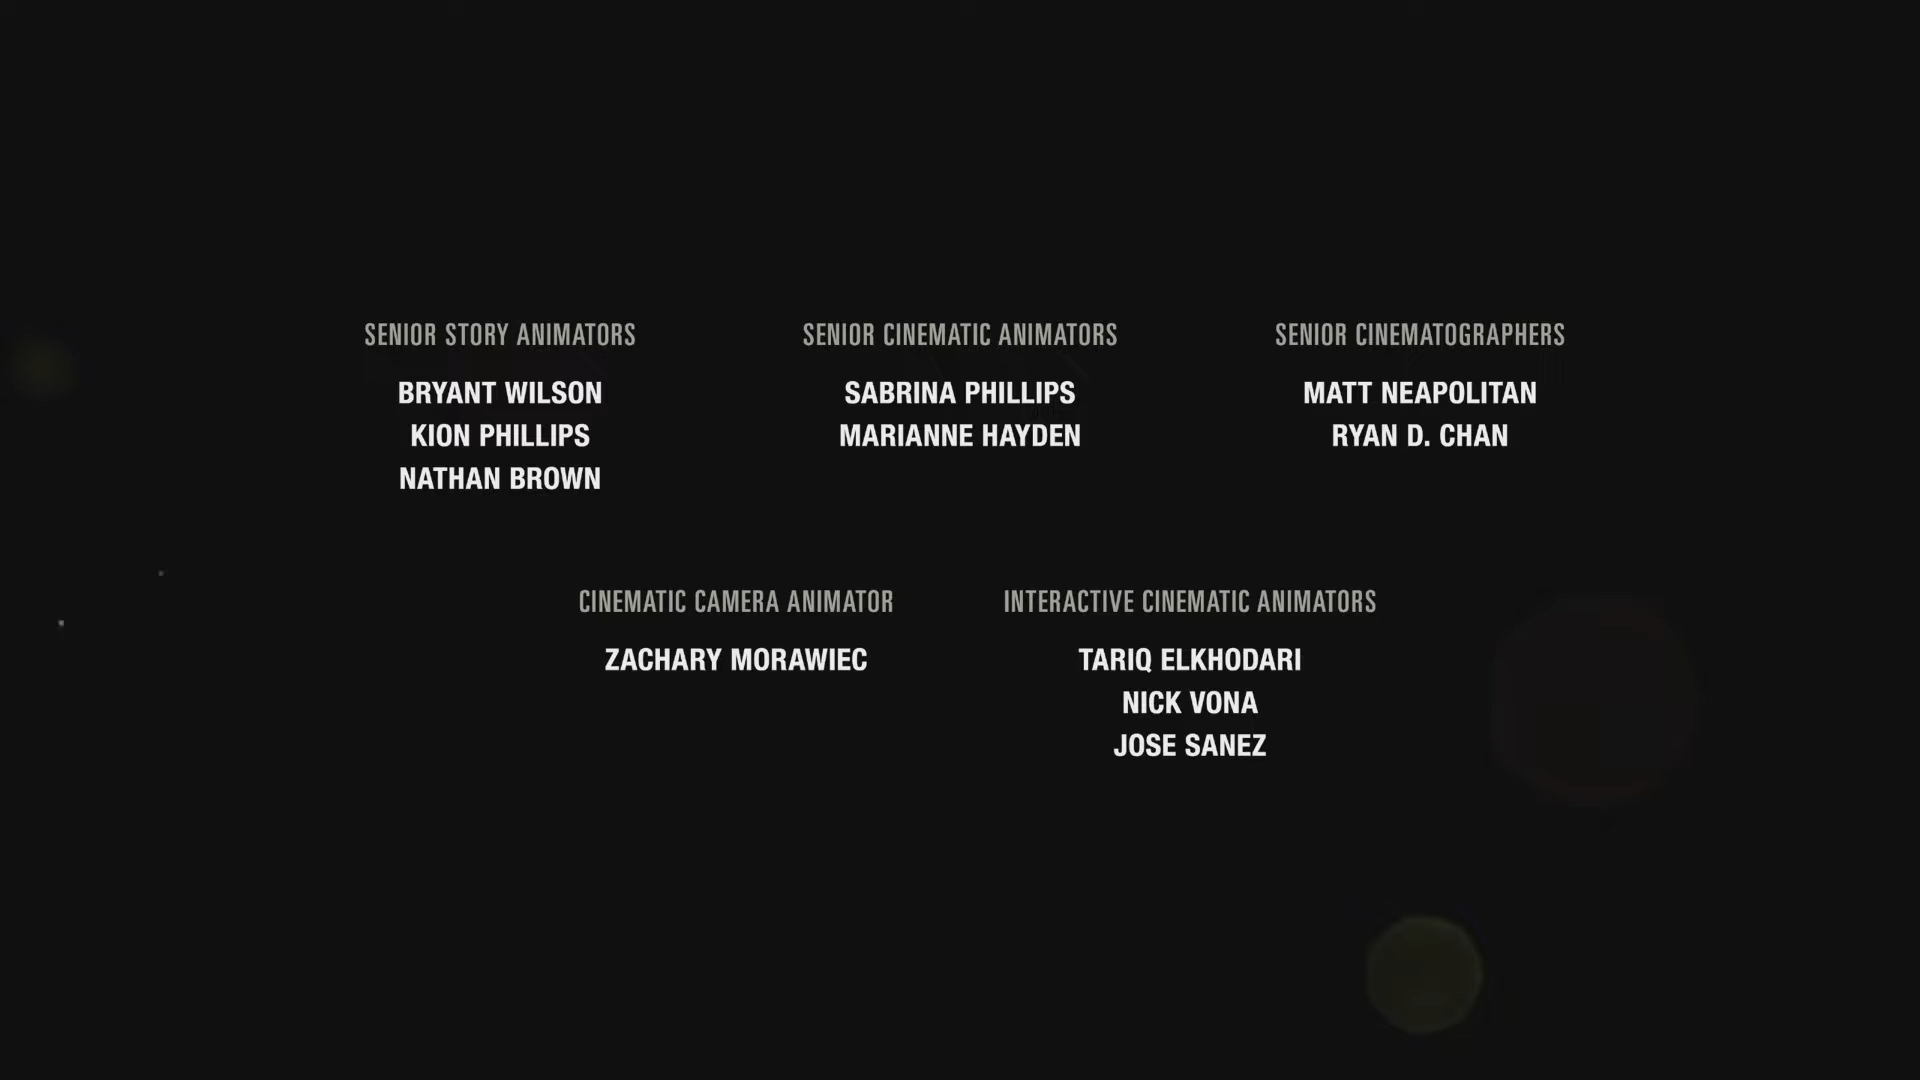 SENIOR STORY ANIMATORS
BRYANT WILSON
KION PHILLIPS
NATHAN BROWN
SENIOR CINEMATIC ANIMATORS
SABRINA PHILLIPS
MARIANNE HAYDEN
SENIOR CINEMATOGRAPHERS
MATT NEAPOLITAN
RYAN D. CHAN
CINEMATIC CAMERA ANIMATOR
ZACHARY MORAWIEC
INTERACTIVE CINEMATIC ANIMATORS
TARIQ ELKHODARI
NICK VONA
JOSE SANEZ